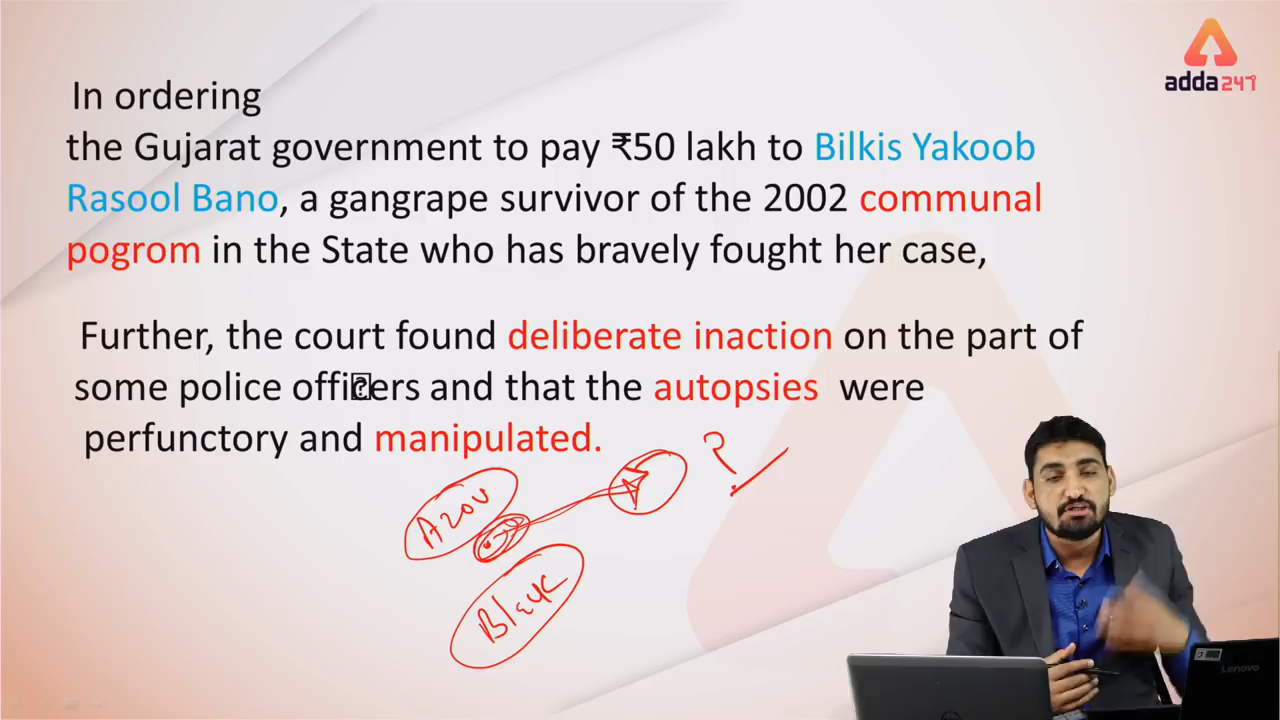 In ordering
the Gujarat government to pay ₹50 lakh to Bilkis Yakoob
Rasool Bano, a gangrape survivor of the 2002 communal
pogrom in the State who has bravely fought her case,
Further, the court found deliberate inaction on the part of
some police officers and that the autopsies were
perfunctory and manipulated.
?
Azov
adda247
Lenovo